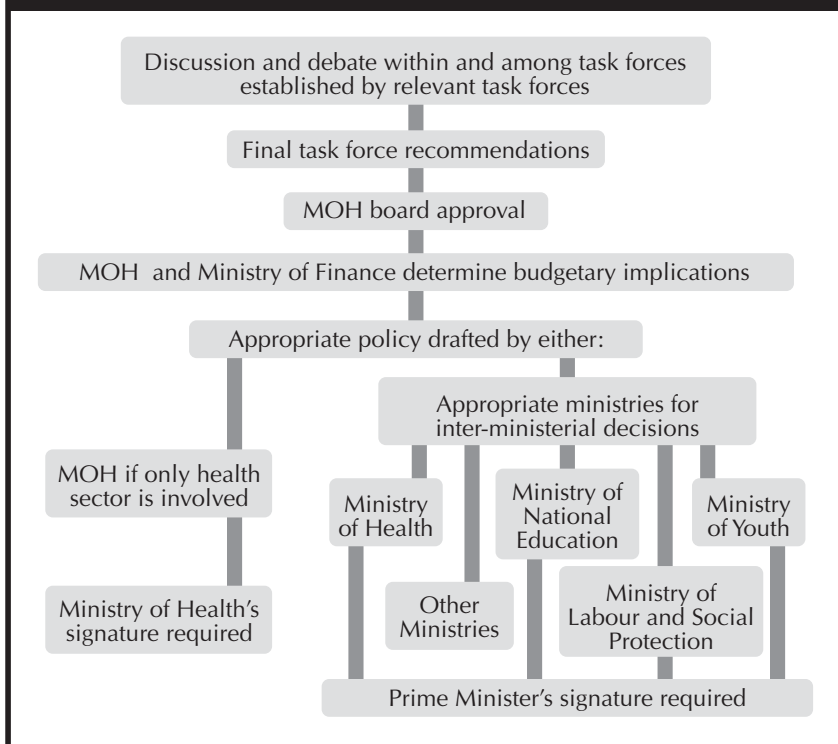 Discussion and debate within and among task forces
established by relevant task forces
Final task force recommendations
MOH board approval
MOH and Ministry of Finance determine budgetary implications
Appropriate policy drafted by either:
Appropriate ministries for
inter-ministerial decisions
MOH if only health
sector is involved
Ministry
of Health
Ministry of
National
Education
Ministry
of Youth
Ministry of Health's
signature required
Other
Ministries
Ministry of
Labour and Social
Protection
Prime Minister's signature required